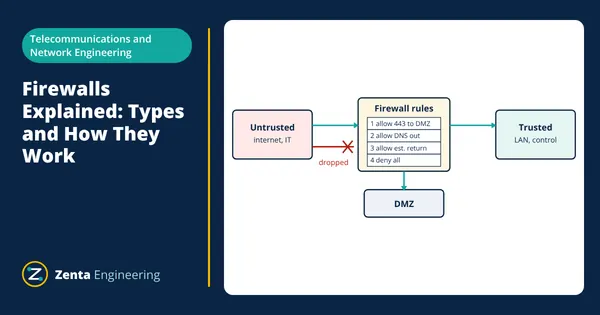 Telecommunications and
Network Engineering
Firewalls
Explained: Types
and How They
Work
Zenta Engineering
Untrusted
internet, IT
dropped
Firewall rules
1 allow 443 to DMZ
2 allow DNS out
3 allow est. return
4 deny all
Trusted
LAN, control
DMZ